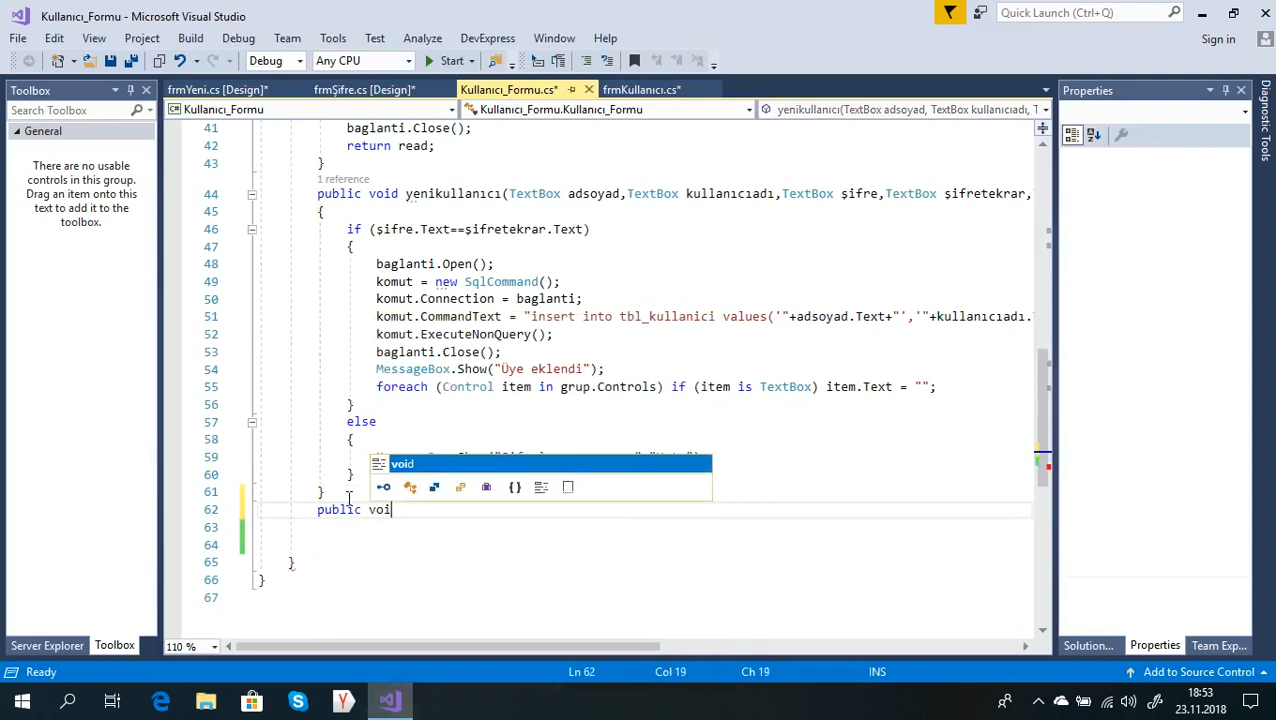 Kullanıcı_Formu - Microsoft Visual Studio
Quick Launch (Ctrl+Q)
File Edit View Project Build Debug Team Tools Test Analyze DevExpress Window Help
Sign in
Debug Any CPU Start
Toolbox
frmYeni.cs [Design]* frmŞifre.cs [Design]* Kullanıcı_Formu.cs* frmKullanıcı.cs*
Properties
Search Toolbox
Kullanıcı_Formu Kullanıcı_Formu.Kullanıcı_Formu yenikullanıcı(TextBox adsoyad, TextBox kullanıcıadı, TextBox
General
There are no usable
controls in this group.
Drag an item onto this
text to add it to the
toolbox.
41 baglanti.Close();
42 return read;
43 }
1 reference
44 public void yenikullanıcı(TextBox adsoyad,TextBox kullanıcıadı,TextBox şifre,TextBox şifretekrar,
45 {
46 if (şifre.Text==şifretekrar.Text)
47 {
48 baglanti.Open();
49 komut = new SqlCommand();
50 komut.Connection = baglanti;
51 komut.CommandText = "insert into tbl_kullanici values('"+adsoyad.Text+"','"+kullanıcıadı.
52 komut.ExecuteNonQuery();
53 baglanti.Close();
54 MessageBox.Show("Üye eklendi");
55 foreach (Control item in grup.Controls) if (item is TextBox) item.Text = "";
56 }
57 else
58 {
59
60 }
61 }
62 public voi
63
64
65 }
66 }
67
void
Diagnostic Tools
110 %
Server Explorer Toolbox
Solution... Properties Team Exp...
Ready Ln 62 Col 19 Ch 19 INS Add to Source Control
18:53
23.11.2018